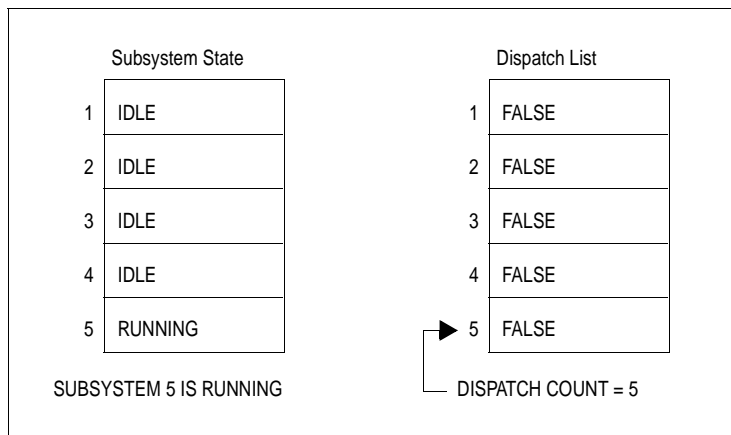 Subsystem State
1 IDLE
2 IDLE
3 IDLE
4 IDLE
5 RUNNING
SUBSYSTEM 5 IS RUNNING
Dispatch List
1 FALSE
2 FALSE
3 FALSE
4 FALSE
5 FALSE
DISPATCH COUNT = 5